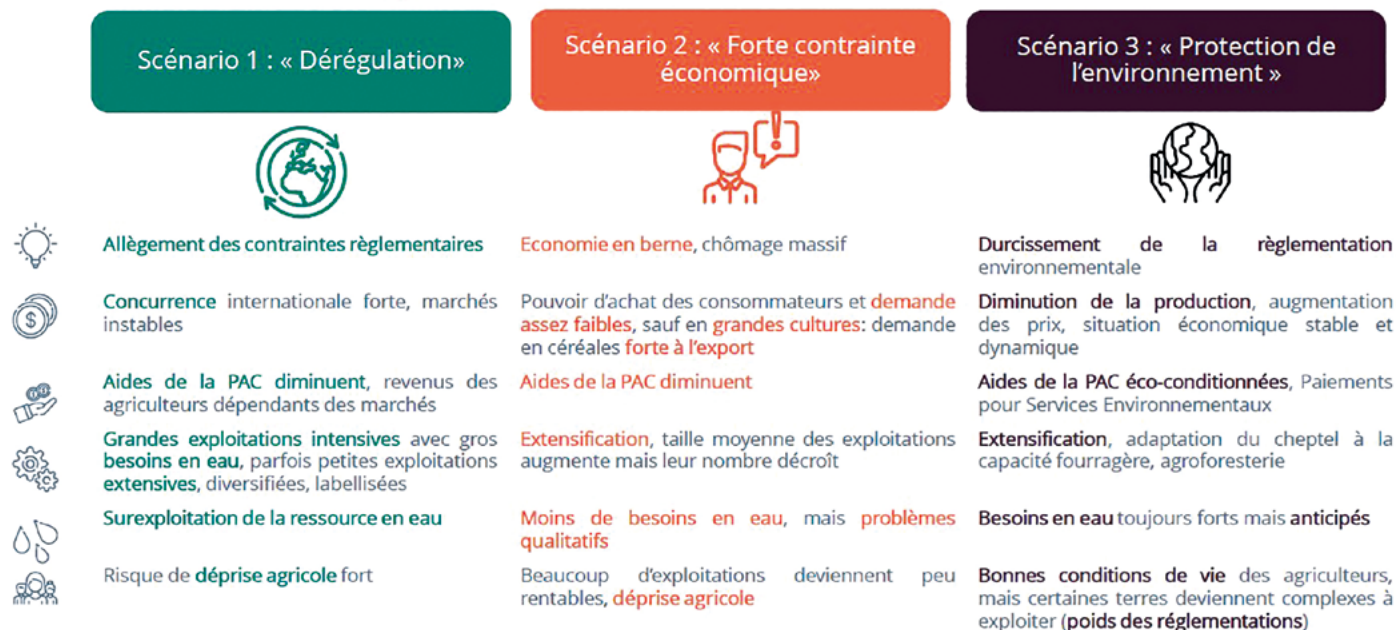 Scénario 1 : « Dérégulation»
Scénario 2 : « Forte contrainte
économique»
Scénario 3 : « Protection de
l'environnement »
Allègement des contraintes règlementaires
Economie en berne, chômage massif
Durcissement de la règlementation
environnementale
Concurrence internationale forte, marchés
instables
Pouvoir d'achat des consommateurs et demande
assez faibles, sauf en grandes cultures: demande
en céréales forte à l'export
Diminution de la production, augmentation
des prix, situation économique stable et
dynamique
Aides de la PAC diminuent, revenus des
agriculteurs dépendants des marchés
Aides de la PAC diminuent
Aides de la PAC éco-conditionnées, Paiements
pour Services Environnementaux
Grandes exploitations intensives avec gros
besoins en eau, parfois petites exploitations
extensives, diversifiées, labellisées
Extensification, taille moyenne des exploitations
augmente mais leur nombre décroît
Extensification, adaptation du cheptel à la
capacité fourragère, agroforesterie
Surexploitation de la ressource en eau
Moins de besoins en eau, mais problèmes
qualitatifs
Besoins en eau toujours forts mais anticipés
Risque de déprise agricole fort
Beaucoup d'exploitations deviennent peu
rentables, déprise agricole
Bonnes conditions de vie des agriculteurs,
mais certaines terres deviennent complexes à
exploiter (poids des réglementations)